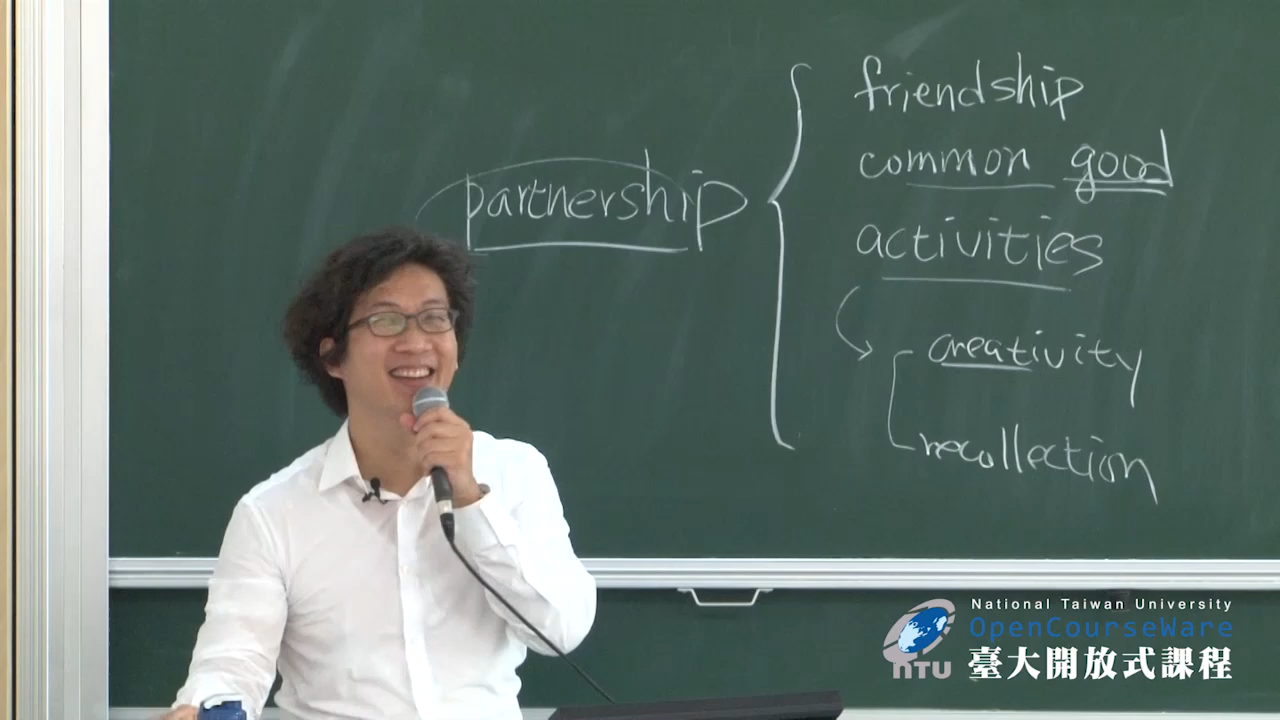 partnership
friendship
common good
activities
creativity
recollection
National Taiwan University
OpenCourseWare
NTU
臺大開放式課程